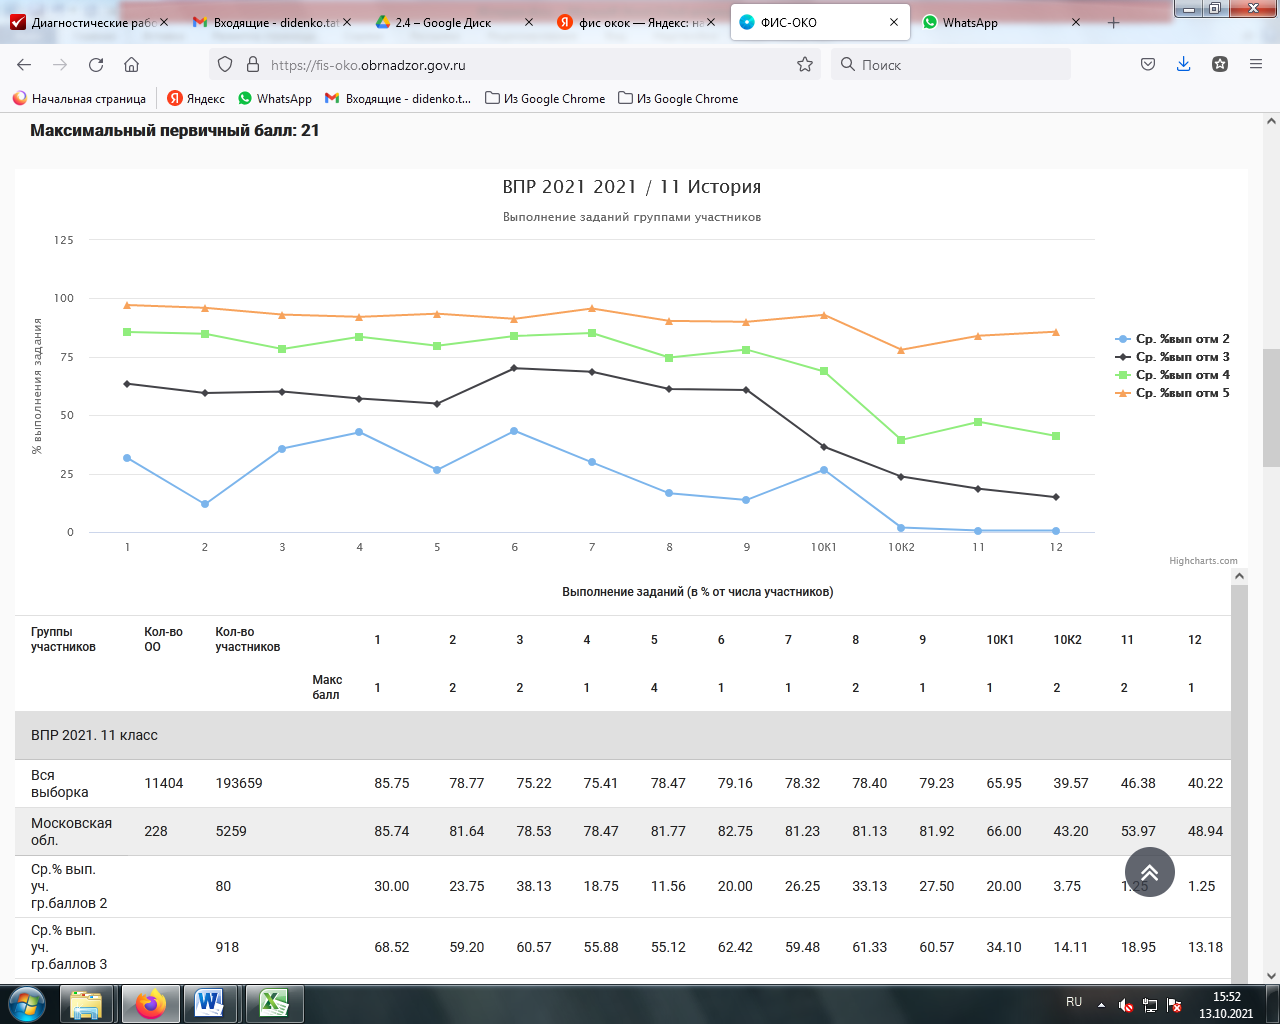 Диагностические рабо
Входящие - didenko.tat
2.4 – Google Диск
фис окок — Яндекс: на
ФИС-ОКО
WhatsApp
https://fis-oko.obrnadzor.gov.ru
Поиск
Начальная страница
Яндекс
WhatsApp
Входящие - didenko.t...
Из Google Chrome
Из Google Chrome
Максимальный первичный балл: 21
ВПР 2021 2021 / 11 История
Выполнение заданий группами участников
% выполнения задания
125
100
75
50
25
0
1 2 3 4 5 6 7 8 9 10К1 10К2 11 12
Ср. %вып отм 2
Ср. %вып отм 3
Ср. %вып отм 4
Ср. %вып отм 5
Highcharts.com
Выполнение заданий (в % от числа участников)
Группы участников Кол-во ОО Кол-во участников 1 2 3 4 5 6 7 8 9 10К1 10К2 11 12
Макс балл 1 2 2 1 4 1 1 2 1 1 2 2 1
ВПР 2021. 11 класс
Вся выборка 11404 193659 85.75 78.77 75.22 75.41 78.47 79.16 78.32 78.40 79.23 65.95 39.57 46.38 40.22
Московская обл. 228 5259 85.74 81.64 78.53 78.47 81.77 82.75 81.23 81.13 81.92 66.00 43.20 53.97 48.94
Ср.% вып. уч. гр.баллов 2 80 30.00 23.75 38.13 18.75 11.56 20.00 26.25 33.13 27.50 20.00 3.75 1.25 1.25
Ср.% вып. уч. гр.баллов 3 918 68.52 59.20 60.57 55.88 55.12 62.42 59.48 61.33 60.57 34.10 14.11 18.95 13.18
RU
15:52
13.10.2021